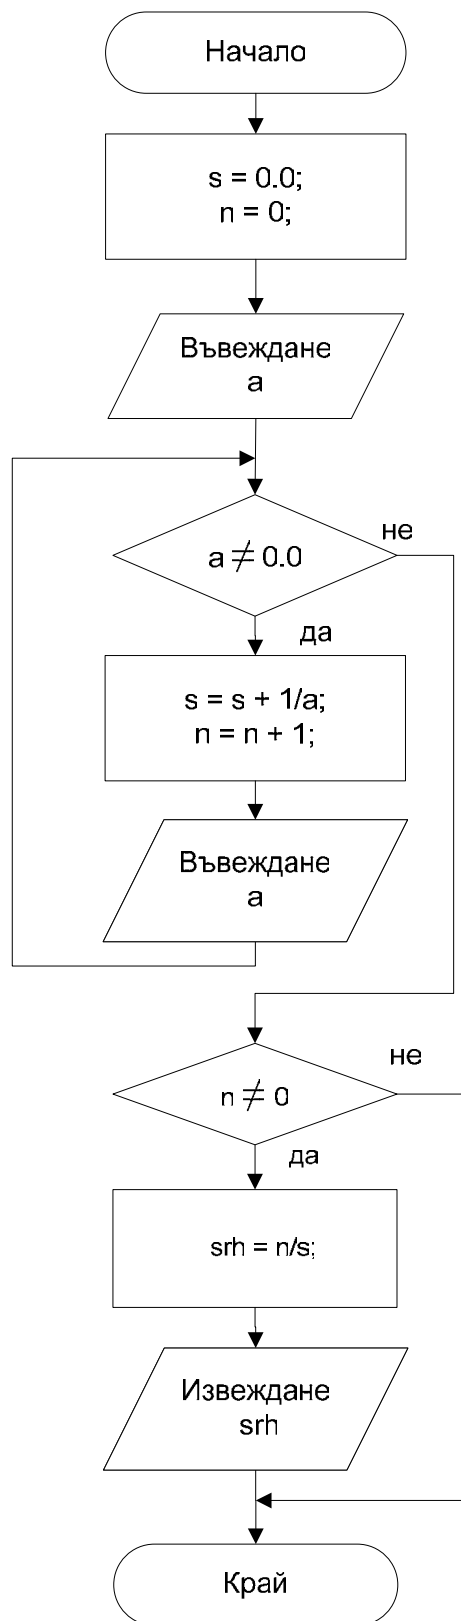 Начало
s = 0.0;
n = 0;
Въвеждане
a
a ≠ 0.0
не
да
s = s + 1/a;
n = n + 1;
Въвеждане
a
не
n ≠ 0
да
srh = n/s;
Извеждане
srh
Край